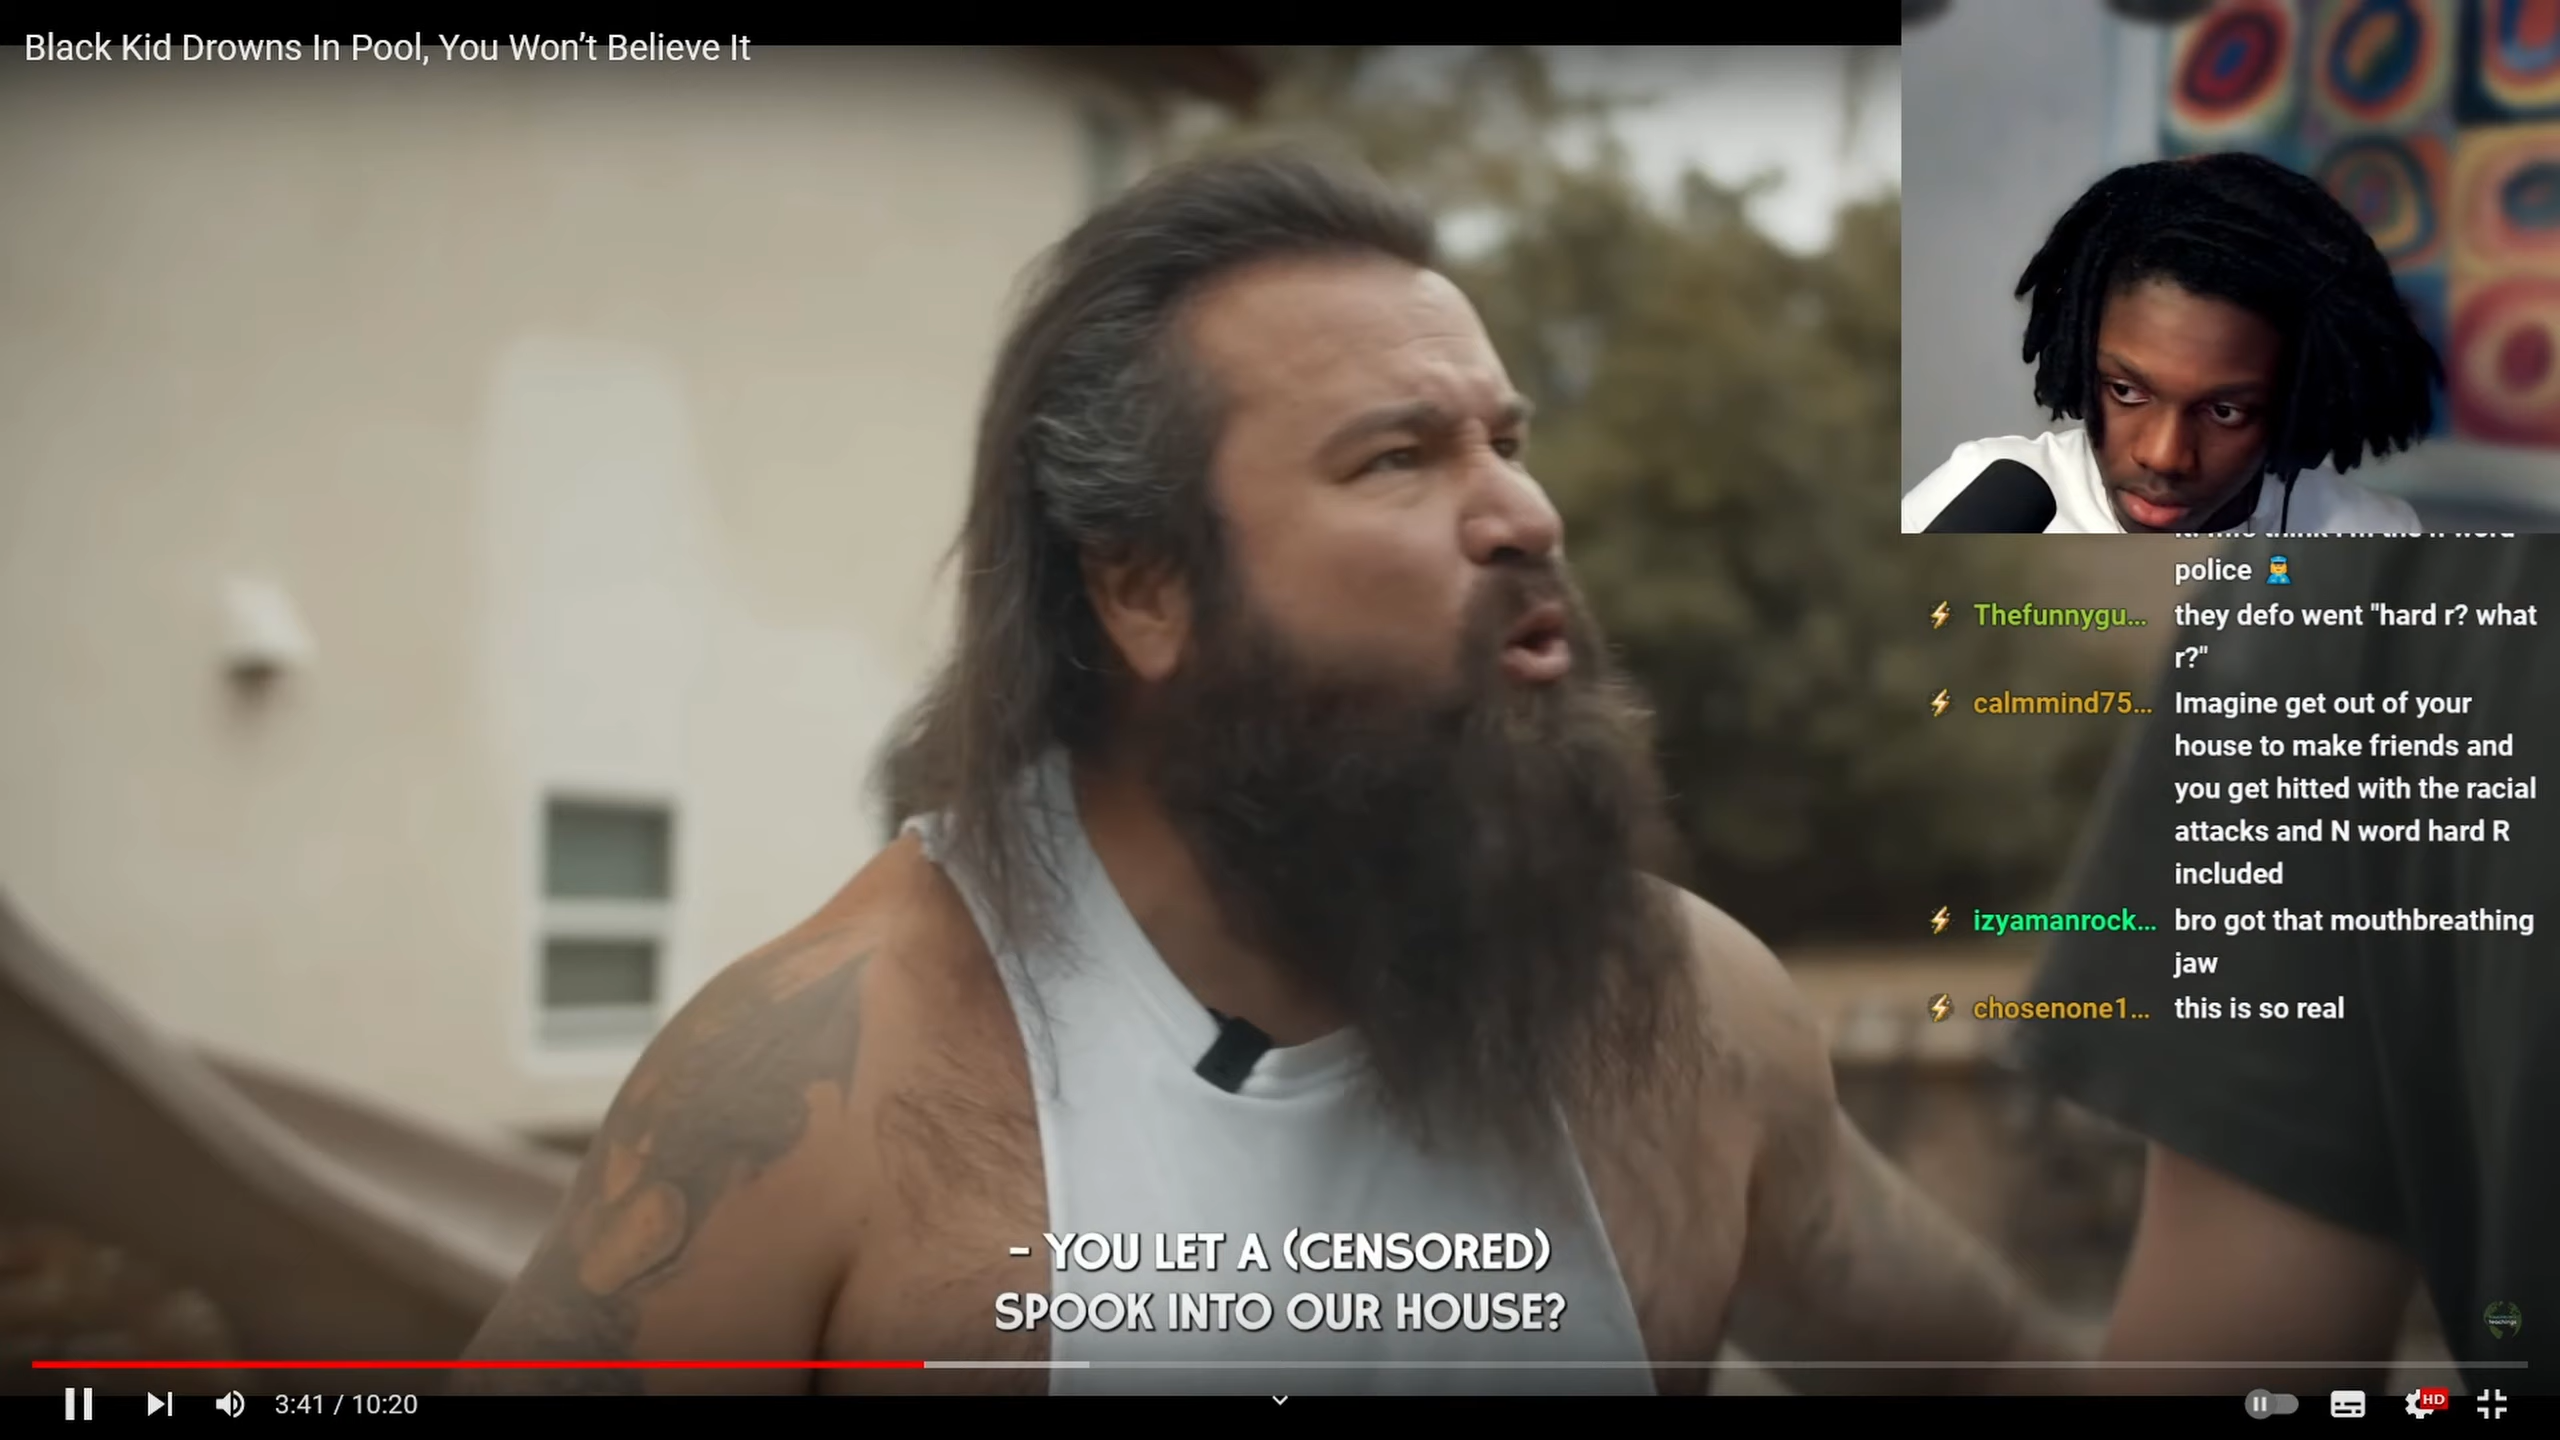 Black Kid Drowns In Pool, You Won’t Believe It
police 👮
Thefunnygu... they defo went "hard r? what
r?"
calmmind75... Imagine get out of your
house to make friends and
you get hitted with the racial
attacks and N word hard R
included
izyamanrock... bro got that mouthbreathing
jaw
chosenone1... this is so real
- YOU LET A (CENSORED)
SPOOK INTO OUR HOUSE?
teachings
3:41 / 10:20
HD